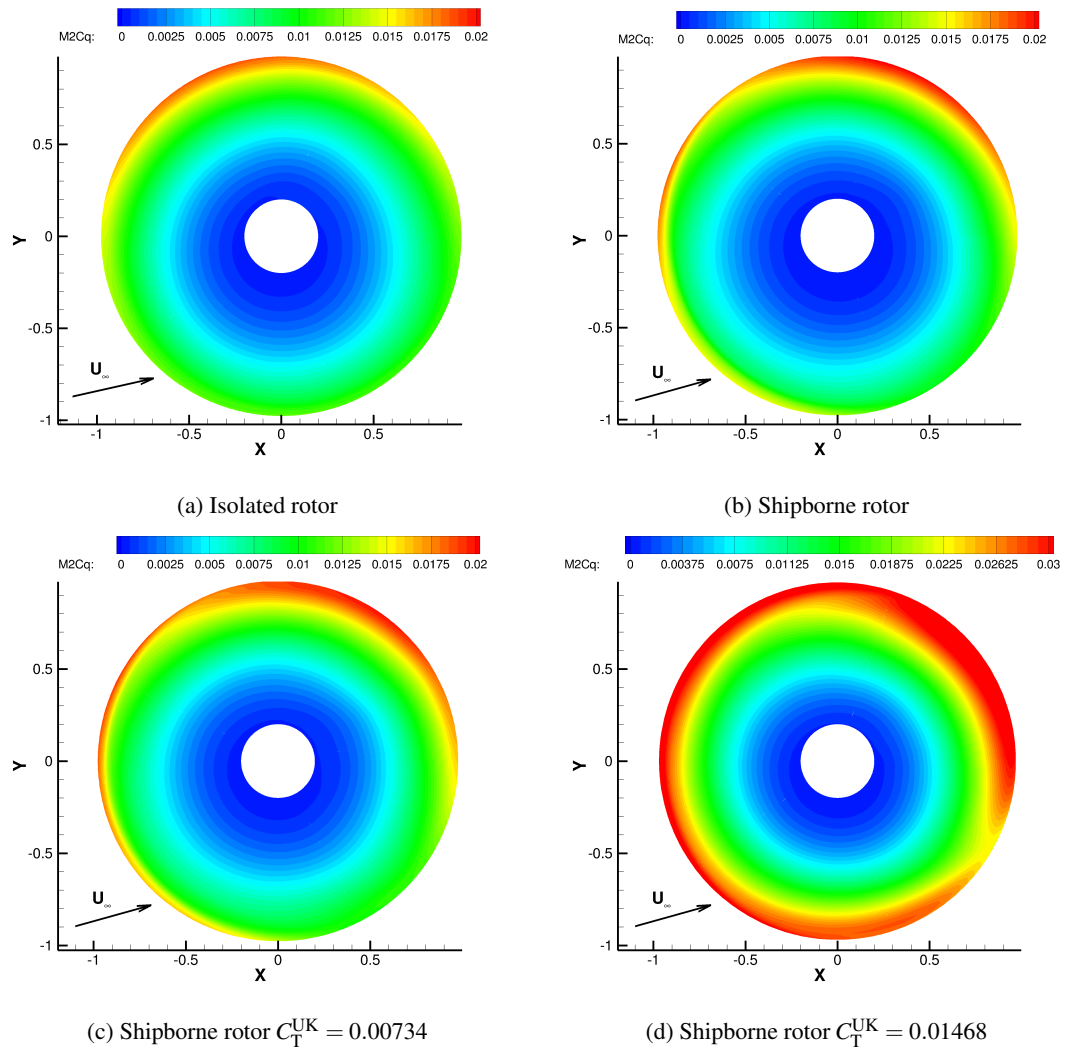 M2Cq: 0 0.0025 0.005 0.0075 0.01 0.0125 0.015 0.0175 0.02
Y
0.5
0
-0.5
-1
U∞
-1 -0.5 0 0.5
X
(a) Isolated rotor
M2Cq: 0 0.0025 0.005 0.0075 0.01 0.0125 0.015 0.0175 0.02
Y
0.5
0
-0.5
-1
U∞
-1 -0.5 0 0.5
X
(b) Shipborne rotor
M2Cq: 0 0.0025 0.005 0.0075 0.01 0.0125 0.015 0.0175 0.02
Y
0.5
0
-0.5
-1
U∞
-1 -0.5 0 0.5
X
(c) Shipborne rotor C_T^UK = 0.00734
M2Cq: 0 0.00375 0.0075 0.01125 0.015 0.01875 0.0225 0.02625 0.03
Y
0.5
0
-0.5
-1
U∞
-1 -0.5 0 0.5
X
(d) Shipborne rotor C_T^UK = 0.01468